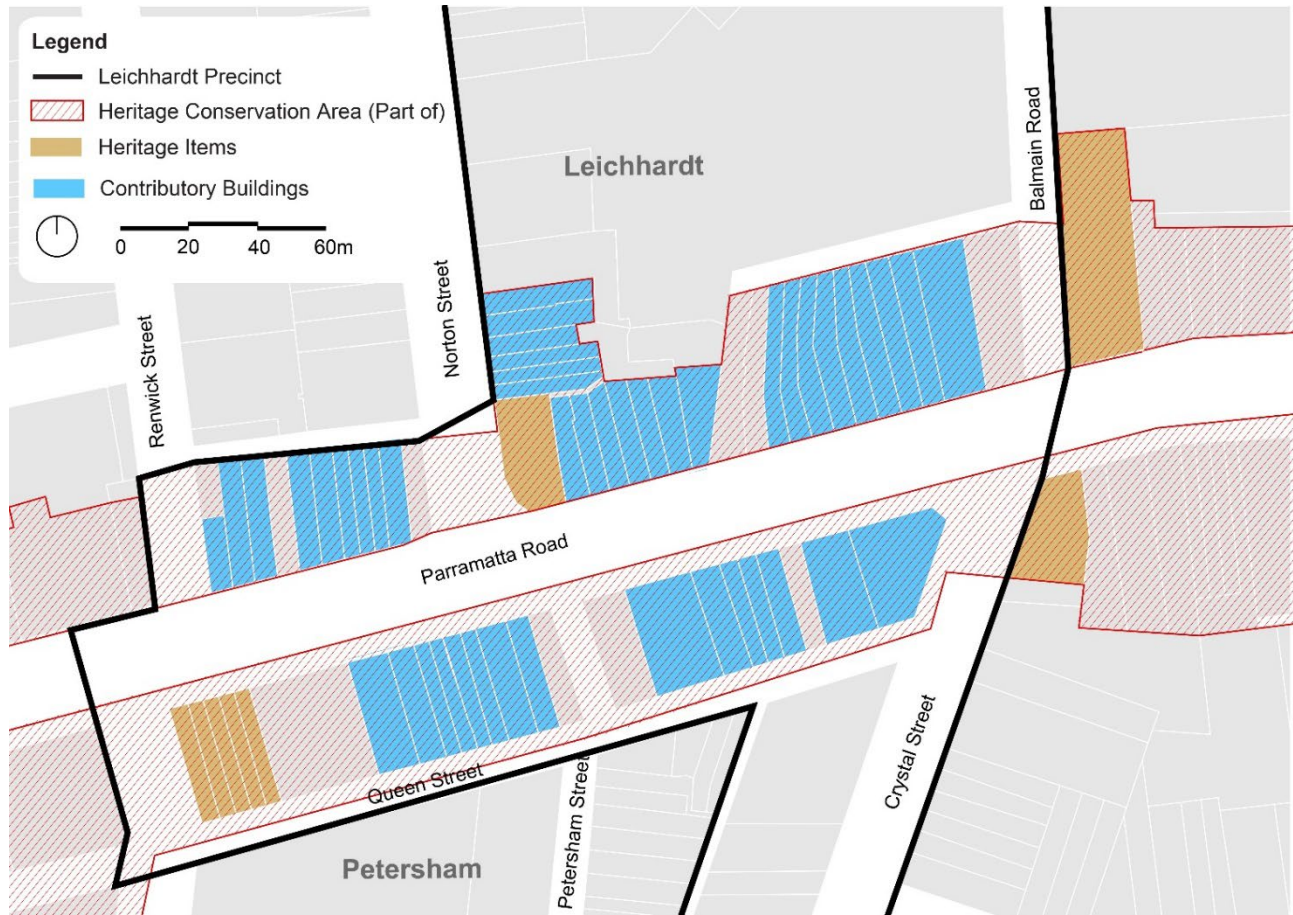 Legend
Leichhardt Precinct
Heritage Conservation Area (Part of)
Heritage Items
Contributory Buildings
0 20 40 60m
Leichhardt
Balmain Road
Norton Street
Renwick Street
Parramatta Road
Queen Street
Petersham Street
Crystal Street
Petersham